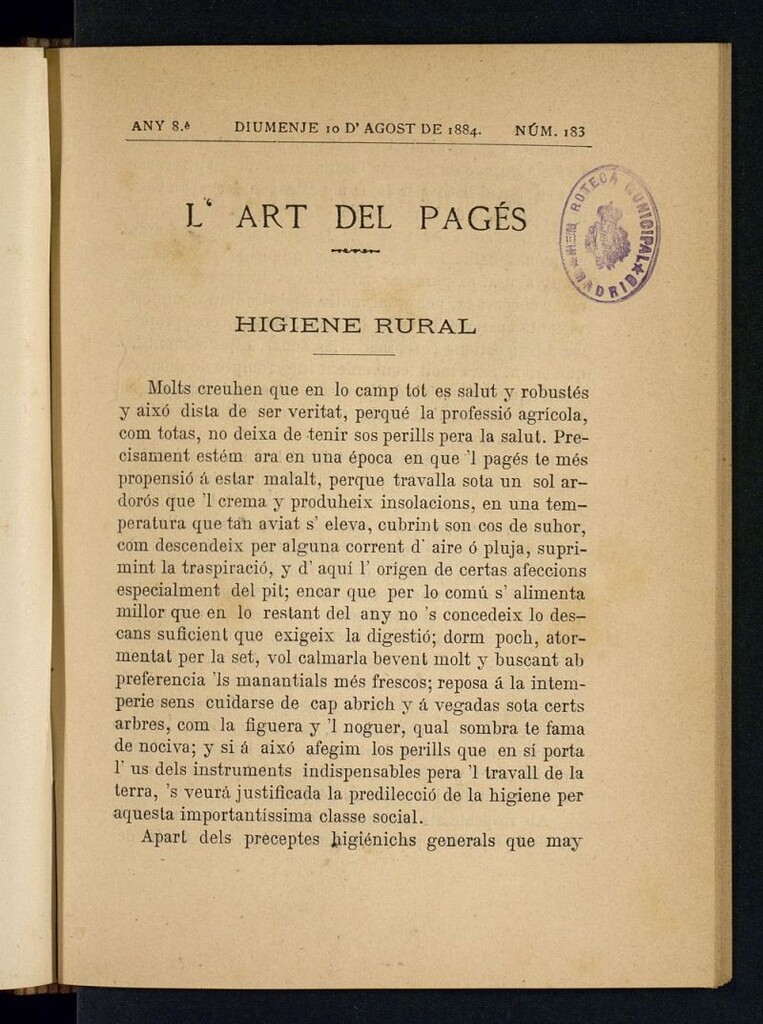 ANY 8.è DIUMENJE 10 D' AGOST DE 1884. NÚM. 183
L' ART DEL PAGÉS
HEMEROTECA MUNICIPAL
MADRID
HIGIENE RURAL
Molts creuhen que en lo camp tot es salut y robustés
y aixó dista de ser veritat, perqué la professió agrícola,
com totas, no deixa de tenir sos perills pera la salut. Pre-
cisament estém ara en una época en que 'l pagés te més
propensió á estar malalt, perque travalla sota un sol ar-
dorós que 'l crema y produheix insolacions, en una tem-
peratura que tan aviat s' eleva, cubrint son cos de suhor,
com descendeix per alguna corrent d' aire ó pluja, supri-
mint la traspiració, y d' aquí l' orígen de certas afeccions
especialment del pit; encar que per lo comú s' alimenta
millor que en lo restant del any no 's concedeix lo des-
cans suficient que exigeix la digestió; dorm poch, ator-
mentat per la set, vol calmarla bevent molt y buscant ab
preferencia 'ls manantials més frescos; reposa á la intem-
perie sens cuidarse de cap abrich y á vegadas sota certs
arbres, com la figuera y 'l noguer, qual sombra te fama
de nociva; y si á aixó afegim los perills que en sí porta
l' us dels instruments indispensables pera 'l travall de la
terra, 's veurá justificada la predilecció de la higiene per
aquesta importantíssima classe social.
Apart dels preceptes higiénichs generals que may